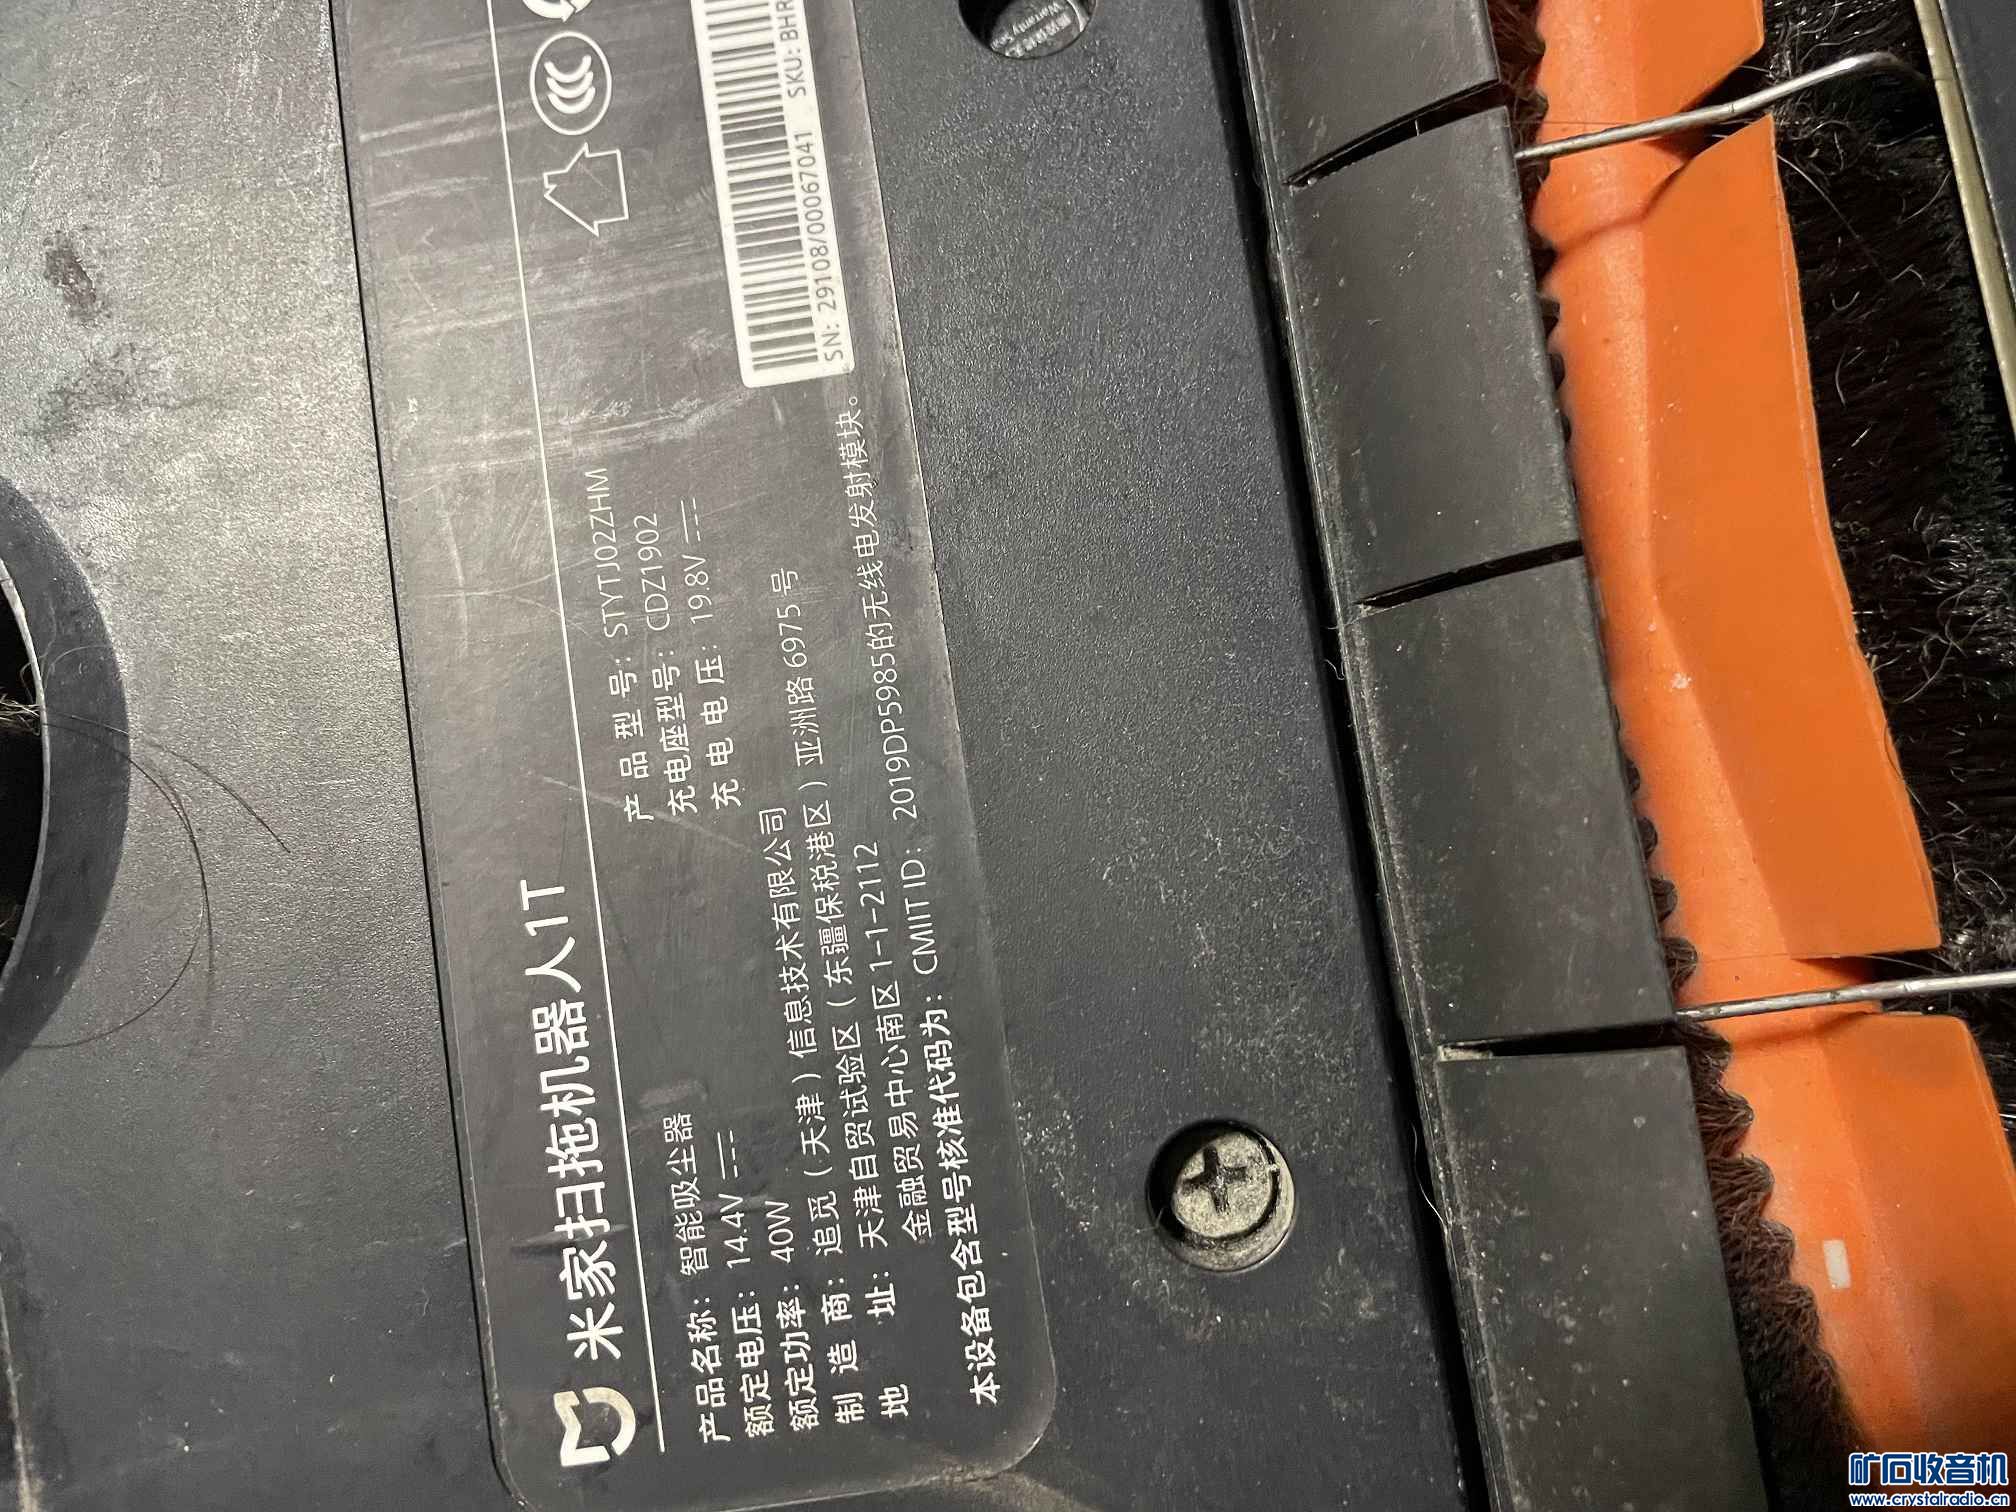 米家扫拖机器人1T
产品名称：智能吸尘器
产品型号：STYTJ02ZHM
额定电压：14.4V
充电座型号：CDZ1902
额定功率：40W
充电电压：19.8V
制造商：追觅（天津）信息技术有限公司
地址：天津自贸试验区（东疆保税港区）亚洲路6975号
金融贸易中心南区1-1-2112
本设备包含型号核准代码为：CMIIT ID：2019DP5985的无线电发射模块。
SN: 29108/00067041 SKU: BHR
CCC
Warranty
矿石收音机
www.crystalradio.cn